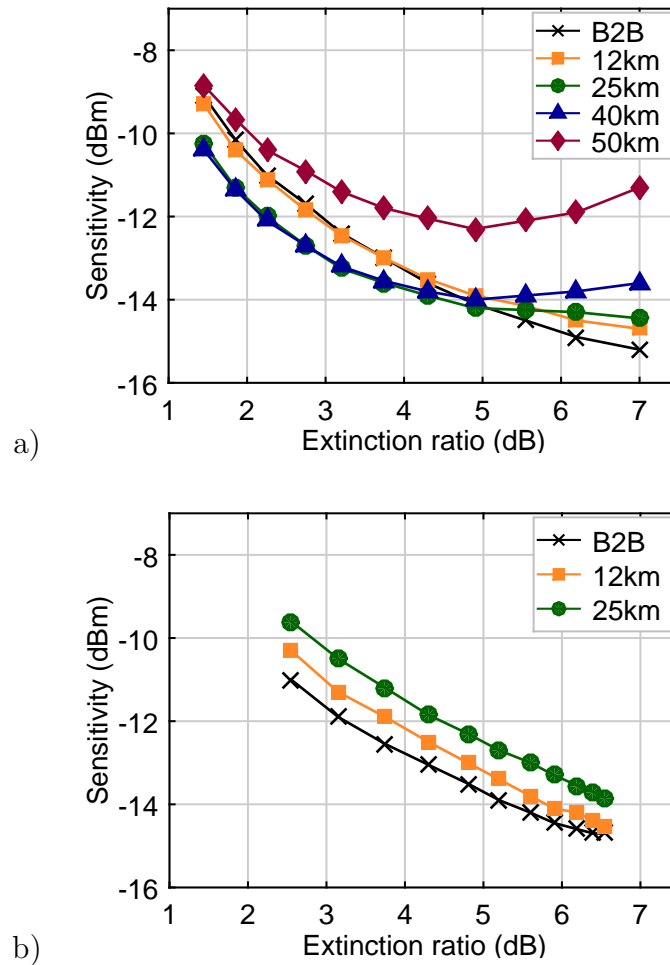 -8
-10
-12
-14
-16
Sensitivity (dBm)
1 2 3 4 5 6 7
Extinction ratio (dB)
B2B
12km
25km
40km
50km
a)
-8
-10
-12
-14
-16
Sensitivity (dBm)
1 2 3 4 5 6 7
Extinction ratio (dB)
B2B
12km
25km
b)